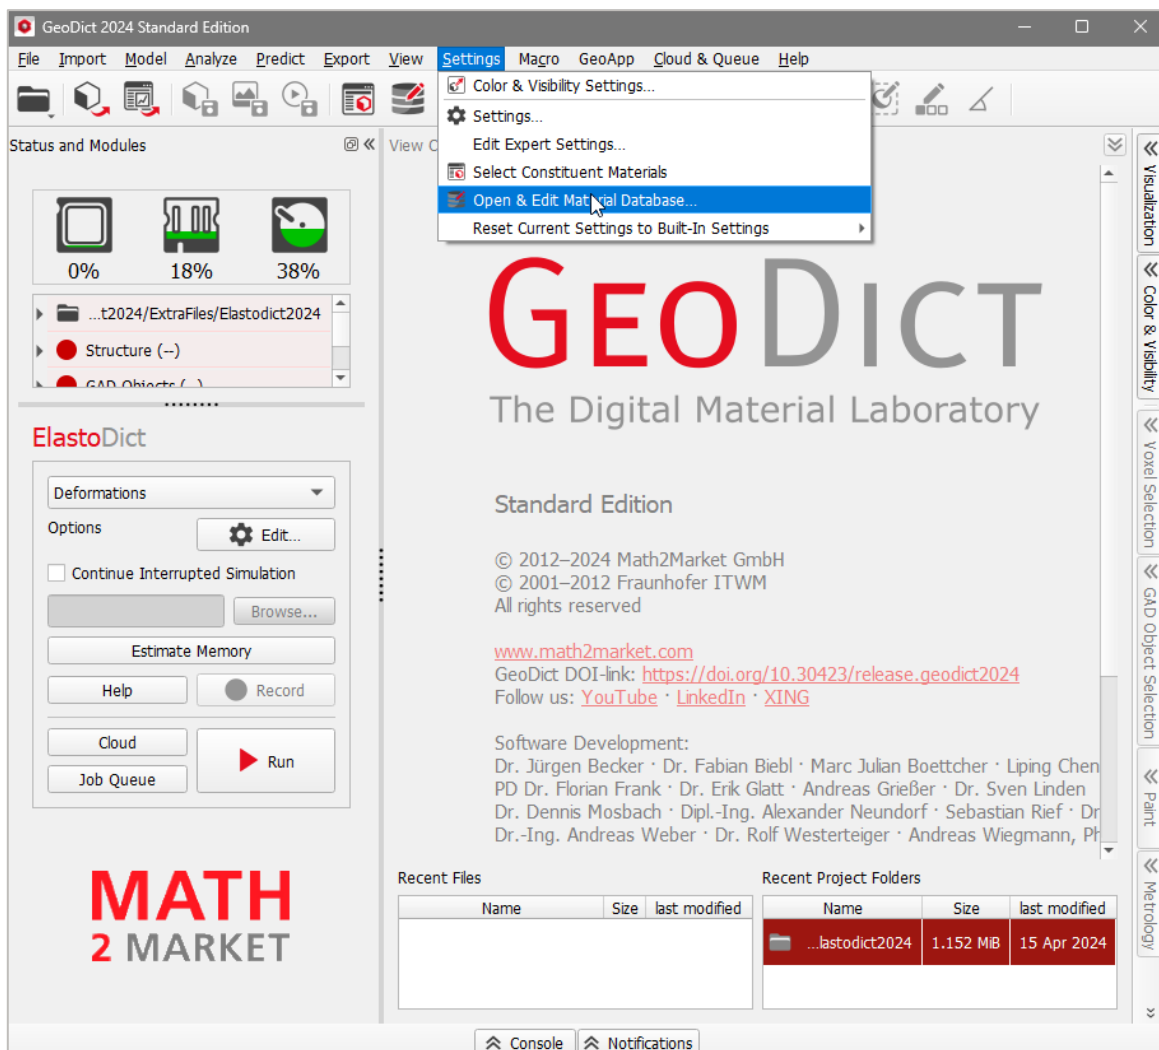 GeoDict 2024 Standard Edition
File Import Model Analyze Predict Export View Settings Macro GeoApp Cloud & Queue Help
Color & Visibility Settings...
Settings...
Edit Expert Settings...
Select Constituent Materials
Open & Edit Material Database...
Reset Current Settings to Built-In Settings
Status and Modules
View C
0% 18% 38%
...t2024/ExtraFiles/Elastodict2024
Structure (--)
GAD Objects (--)
ElastoDict
Deformations
Options
Edit...
Continue Interrupted Simulation
Browse...
Estimate Memory
Help
Record
Cloud
Run
Job Queue
MATH
2 MARKET
GEODICT
The Digital Material Laboratory
Standard Edition
© 2012–2024 Math2Market GmbH
© 2001–2012 Fraunhofer ITWM
All rights reserved
www.math2market.com
GeoDict DOI-link: https://doi.org/10.30423/release.geodict2024
Follow us: YouTube · LinkedIn · XING
Software Development:
Dr. Jürgen Becker · Dr. Fabian Biebl · Marc Julian Boettcher · Liping Chen
PD Dr. Florian Frank · Dr. Erik Glatt · Andreas Grießer · Dr. Sven Linden
Dr. Dennis Mosbach · Dipl.-Ing. Alexander Neundorf · Sebastian Rief · Dr
Dr.-Ing. Andreas Weber · Dr. Rolf Westerteiger · Andreas Wiegmann, Ph
Recent Files
Name Size last modified
Recent Project Folders
Name Size last modified
...lastodict2024 1.152 MiB 15 Apr 2024
Visualization
Color & Visibility
Voxel Selection
GAD Object Selection
Paint
Metrology
Console
Notifications